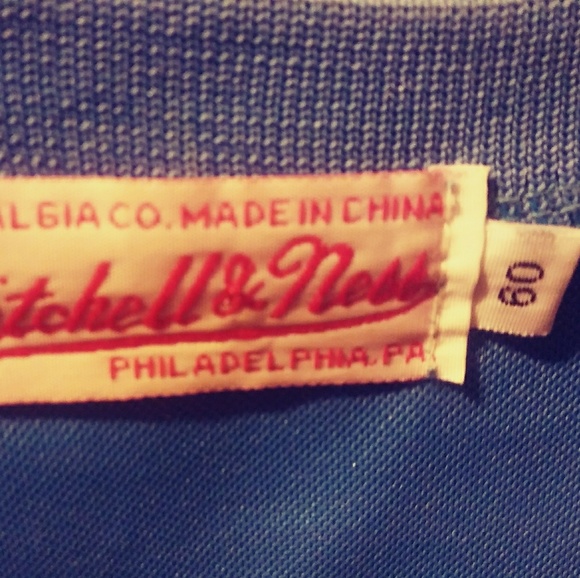 ALGIA CO. MADE IN CHINA
itchell & Ness
PHILADELPHIA, PA.
60